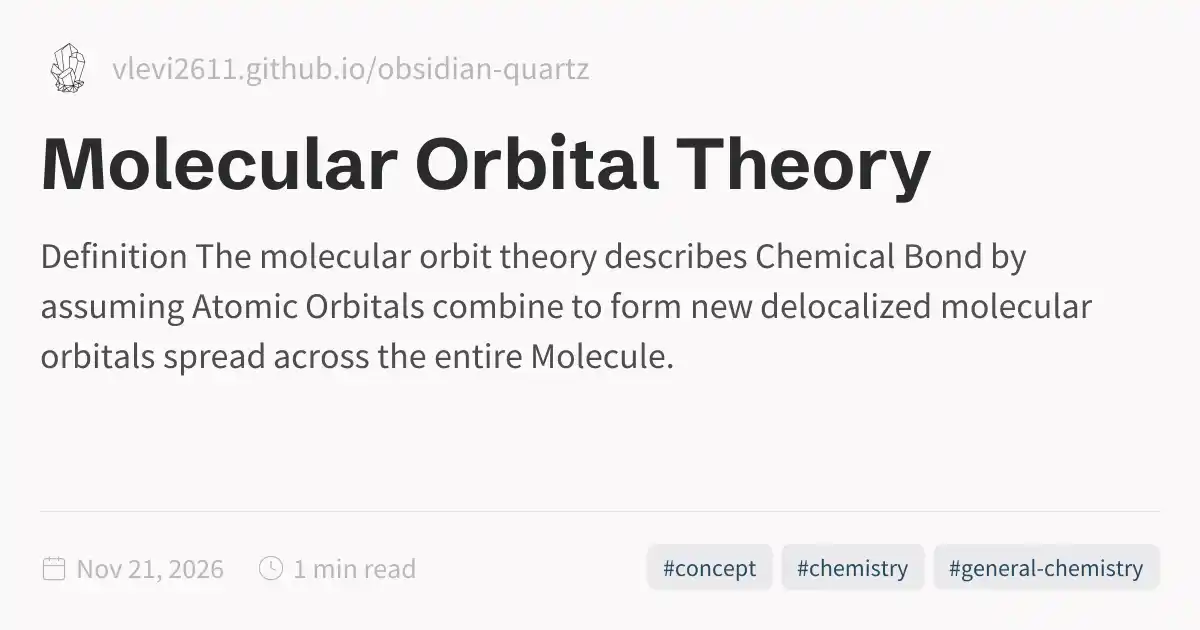 vlevi2611.github.io/obsidian-quartz
Molecular Orbital Theory
Definition The molecular orbit theory describes Chemical Bond by
assuming Atomic Orbitals combine to form new delocalized molecular
orbitals spread across the entire Molecule.
Nov 21, 2026 1 min read #concept #chemistry #general-chemistry